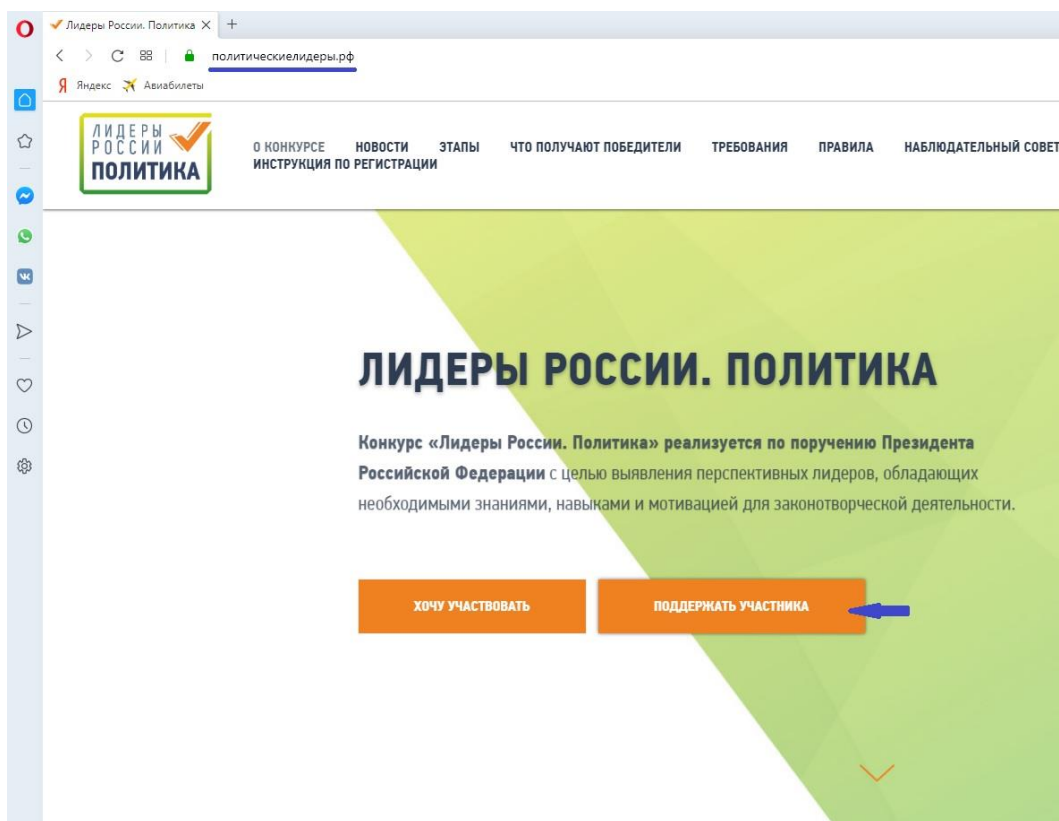 Лидеры России. Политика
политическиелидеры.рф
Яндекс Авиабилеты
ЛИДЕРЫ
РОССИИ
ПОЛИТИКА
О КОНКУРСЕ НОВОСТИ ЭТАПЫ ЧТО ПОЛУЧАЮТ ПОБЕДИТЕЛИ ТРЕБОВАНИЯ ПРАВИЛА НАБЛЮДАТЕЛЬНЫЙ СОВЕТ
ИНСТРУКЦИЯ ПО РЕГИСТРАЦИИ
ЛИДЕРЫ РОССИИ. ПОЛИТИКА
Конкурс «Лидеры России. Политика» реализуется по поручению Президента
Российской Федерации с целью выявления перспективных лидеров, обладающих
необходимыми знаниями, навыками и мотивацией для законотворческой деятельности.
ХОЧУ УЧАСТВОВАТЬ ПОДДЕРЖАТЬ УЧАСТНИКА